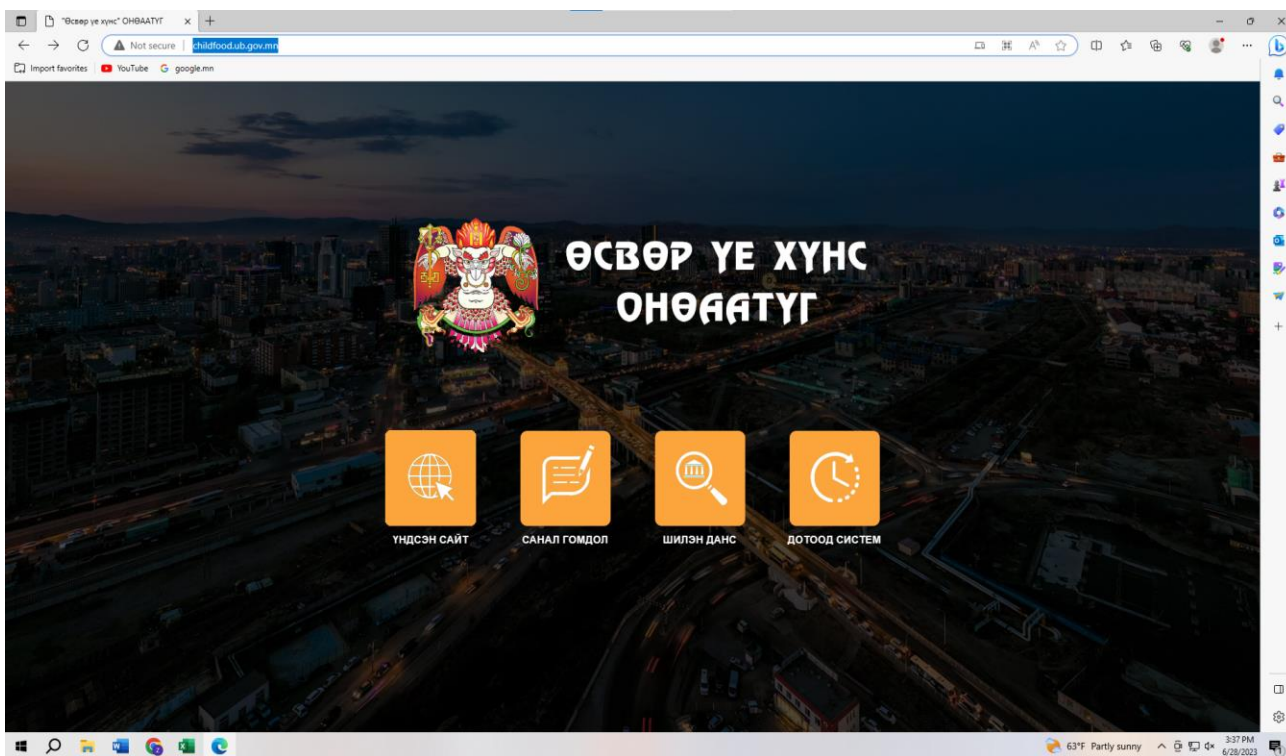 "Өсвөр үе хүнс" ОНӨААТҮГ
Not secure
childfood.ub.gov.mn
Import favorites
YouTube
google.mn
ӨСВӨР ҮЕ ХҮНС
ОНӨААТҮГ
ҮНДСЭН САЙТ
САНАЛ ГОМДОЛ
ШИЛЭН ДАНС
ДОТООД СИСТЕМ
63°F Partly sunny
3:37 PM
6/28/2023